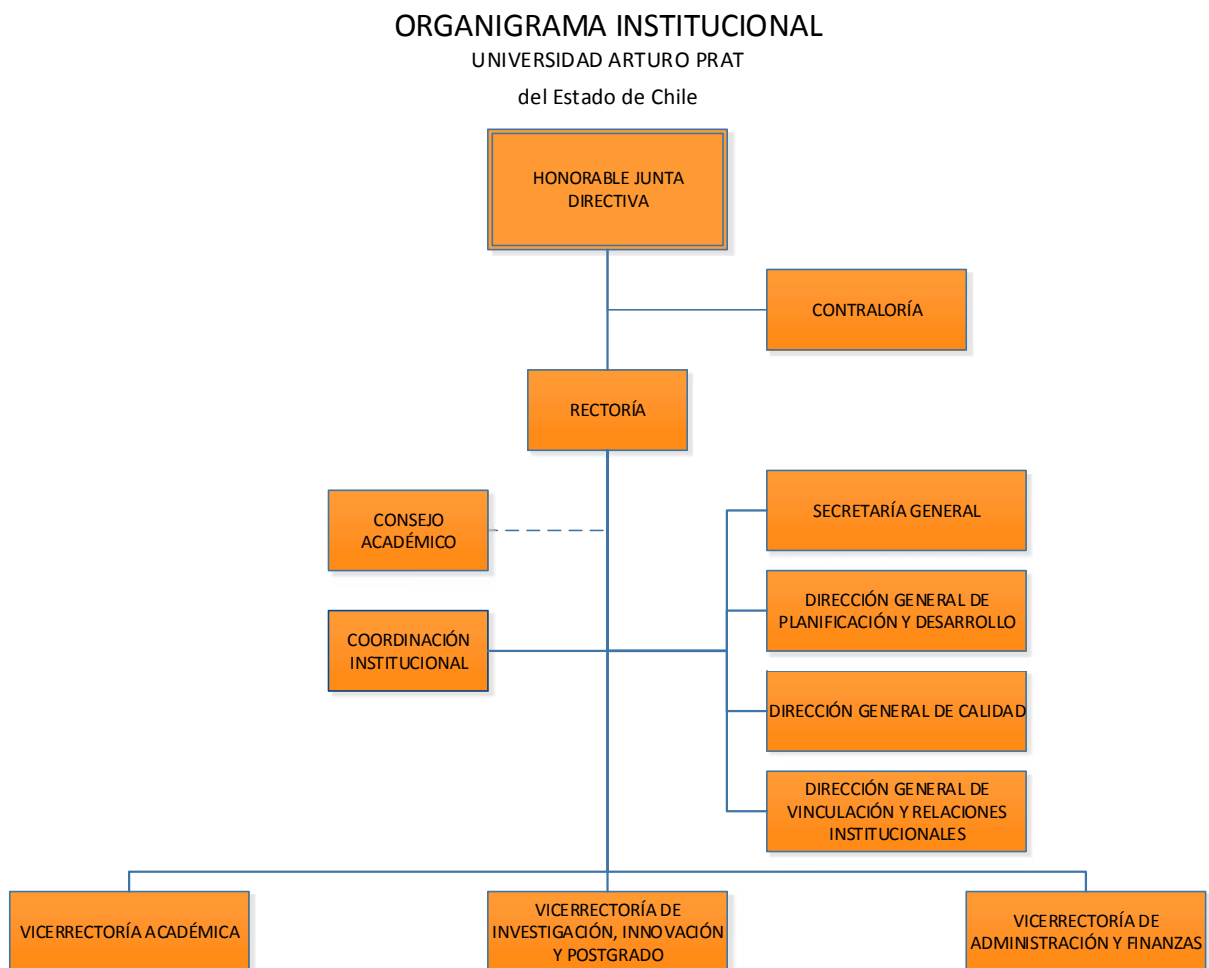 ORGANIGRAMA INSTITUCIONAL
UNIVERSIDAD ARTURO PRAT
del Estado de Chile
HONORABLE JUNTA
DIRECTIVA
CONTRALORÍA
RECTORÍA
CONSEJO
ACADÉMICO
SECRETARÍA GENERAL
DIRECCIÓN GENERAL DE
PLANIFICACIÓN Y DESARROLLO
COORDINACIÓN
INSTITUCIONAL
DIRECCIÓN GENERAL DE CALIDAD
DIRECCIÓN GENERAL DE
VINCULACIÓN Y RELACIONES
INSTITUCIONALES
VICERRECTORÍA ACADÉMICA
VICERRECTORÍA DE
INVESTIGACIÓN, INNOVACIÓN
Y POSTGRADO
VICERRECTORÍA DE
ADMINISTRACIÓN Y FINANZAS